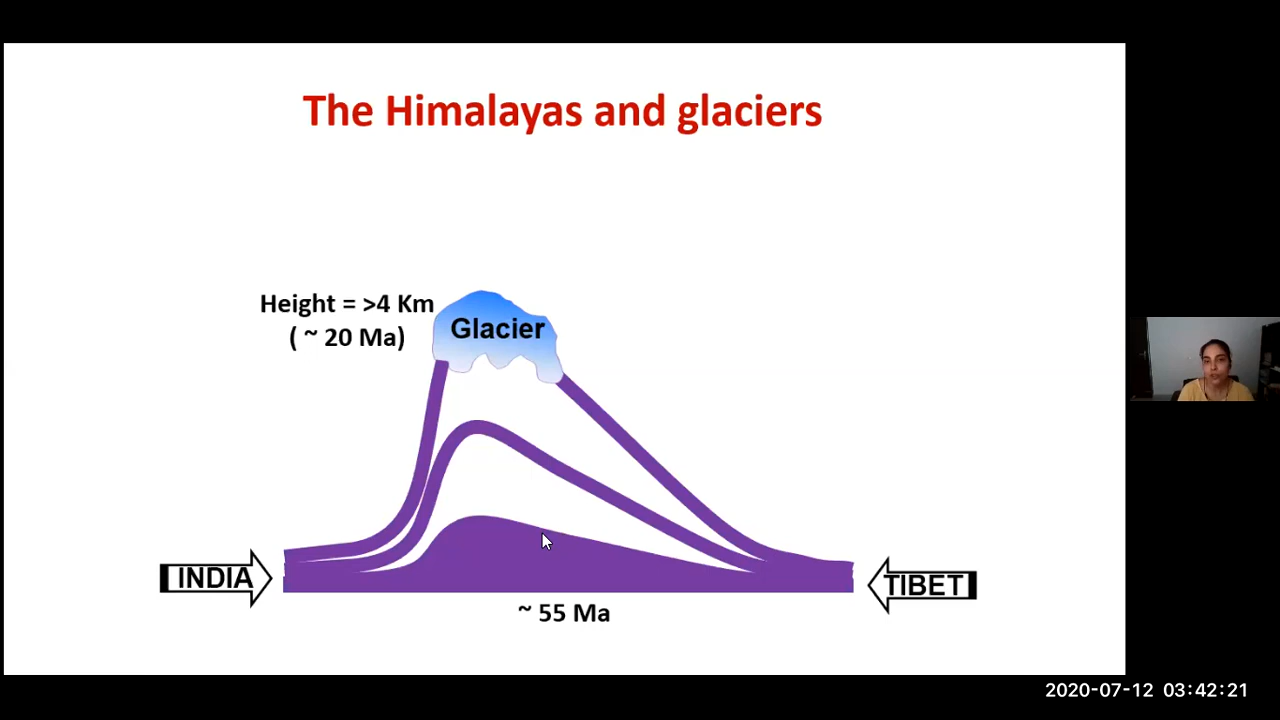 The Himalayas and glaciers
Height = >4 Km
( ~ 20 Ma)
Glacier
INDIA
TIBET
~ 55 Ma
2020-07-12 03:42:21